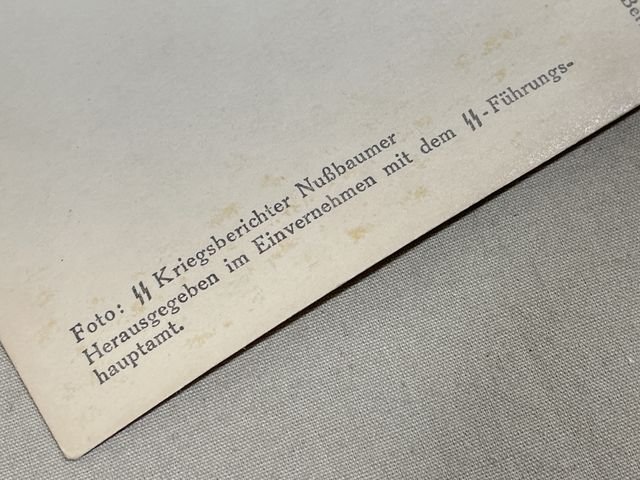 Foto: ᛋᛋ Kriegsberichter Nußbaumer
Herausgegeben im Einvernehmen mit dem ᛋᛋ-Führungs-
hauptamt.